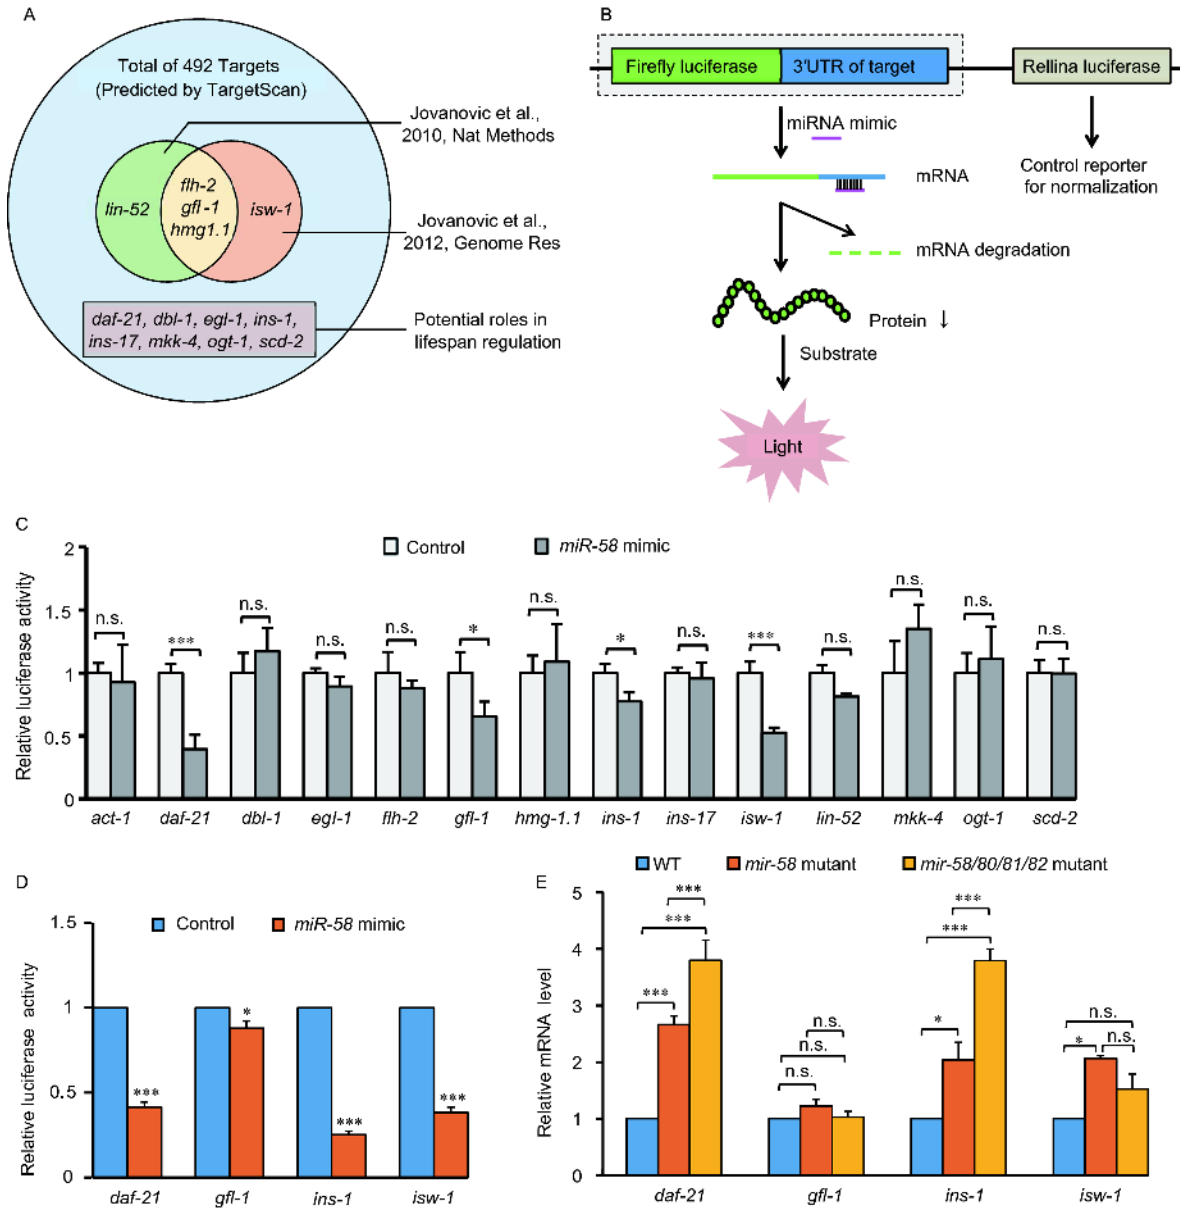 A
Total of 492 Targets
(Predicted by TargetScan)
Jovanovic et al.,
2010, Nat Methods
flh-2
lin-52
gfl-1
isw-1
hmg1.1
Jovanovic et al.,
2012, Genome Res
daf-21, dbl-1, egl-1, ins-1,
ins-17, mkk-4, ogt-1, scd-2
Potential roles in
lifespan regulation
B
Firefly luciferase
3'UTR of target
Rellina luciferase
miRNA mimic
mRNA
Control reporter
for normalization
mRNA degradation
Protein ↓
Substrate
Light
C
Control
miR-58 mimic
Relative luciferase activity
2
1.5
1
0.5
0
n.s.
***
n.s.
n.s.
n.s.
*
n.s.
*
n.s.
***
n.s.
n.s.
n.s.
n.s.
act-1 daf-21 dbl-1 egl-1 flh-2 gfl-1 hmg-1.1 ins-1 ins-17 isw-1 lin-52 mkk-4 ogt-1 scd-2
D
Control
miR-58 mimic
Relative luciferase activity
1.5
1
0.5
0
***
*
***
***
daf-21 gfl-1 ins-1 isw-1
E
WT
mir-58 mutant
mir-58/80/81/82 mutant
Relative mRNA level
5
4
3
2
1
0
***
***
***
n.s.
n.s.
n.s.
***
***
*
n.s.
*
n.s.
daf-21 gfl-1 ins-1 isw-1